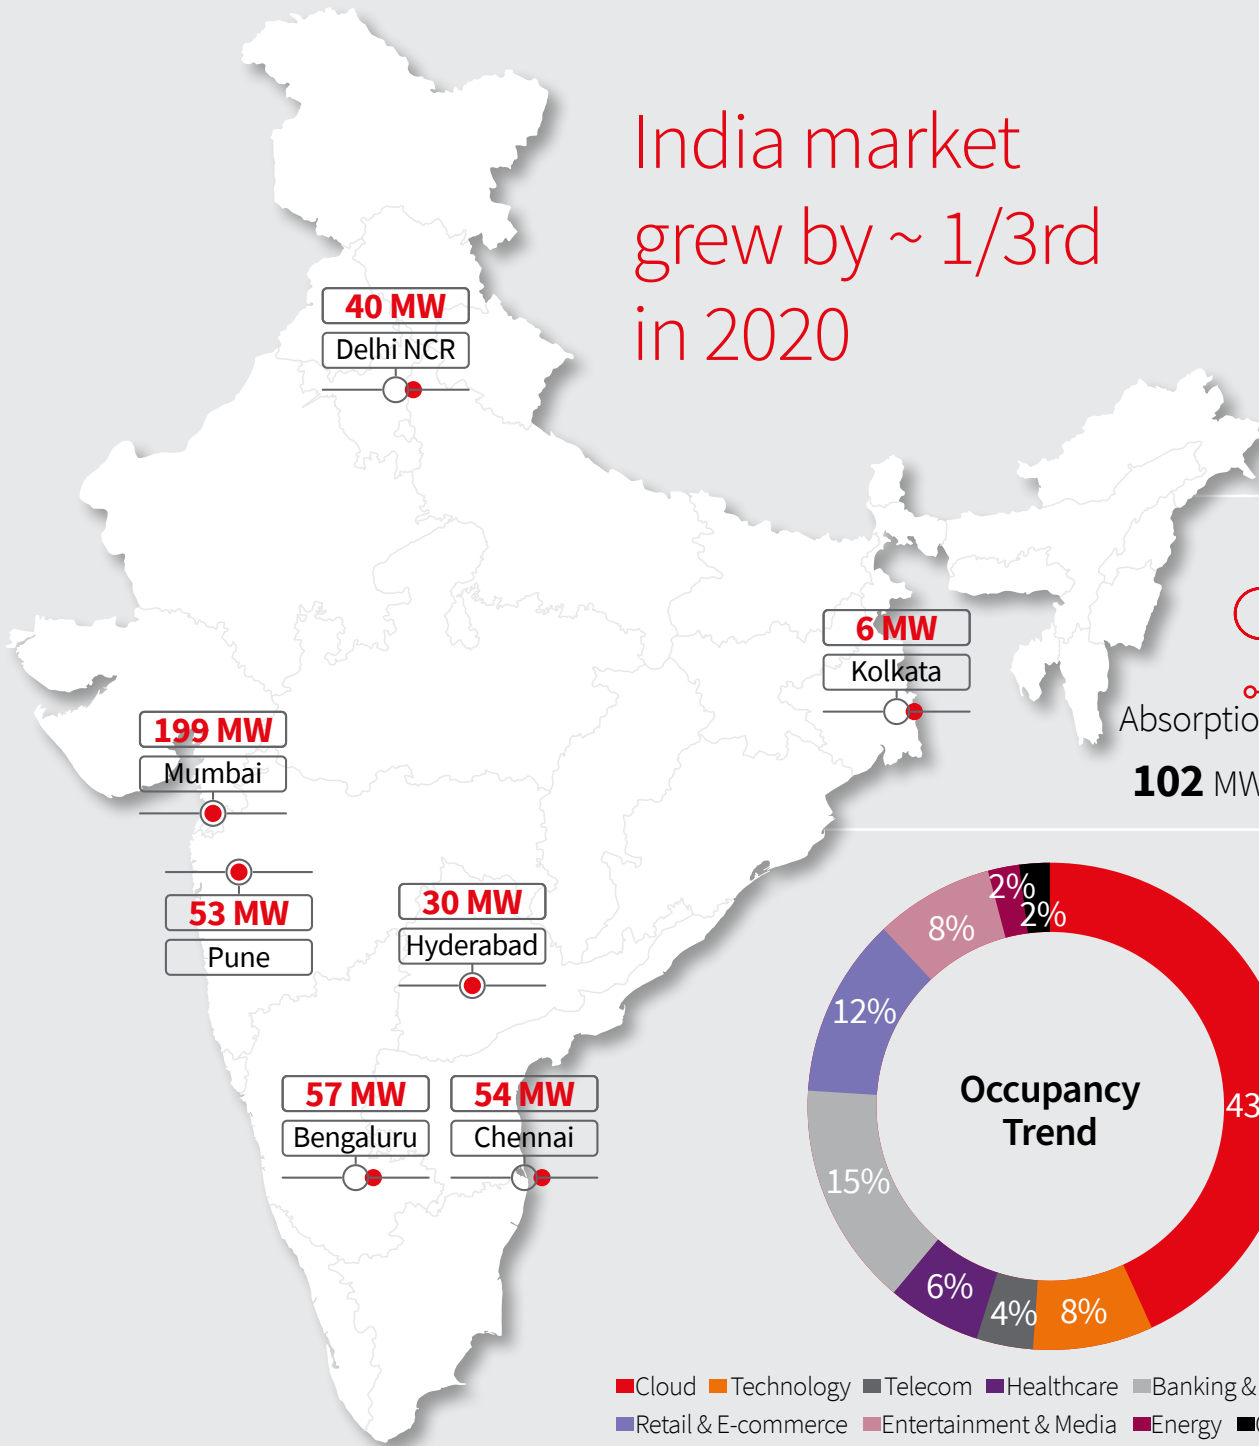 India market
grew by ~ 1/3rd
in 2020
40 MW
Delhi NCR
6 MW
Kolkata
199 MW
Mumbai
53 MW
Pune
30 MW
Hyderabad
57 MW
Bengaluru
54 MW
Chennai
102
2%
2%
8%
12%
15%
6%
4%
8%
43
Occupancy
Trend
Cloud
Technology
Telecom
Healthcare
Banking &
Retail & E-commerce
Entertainment & Media
Energy